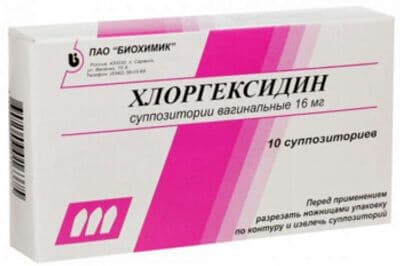 ПАО "БИОХИМИК"
ХЛОРГЕКСИДИН
суппозитории вагинальные 16 мг
10 суппозиториев
Перед применением
разрезать ножницами упаковку
по контуру и извлечь суппозиторий